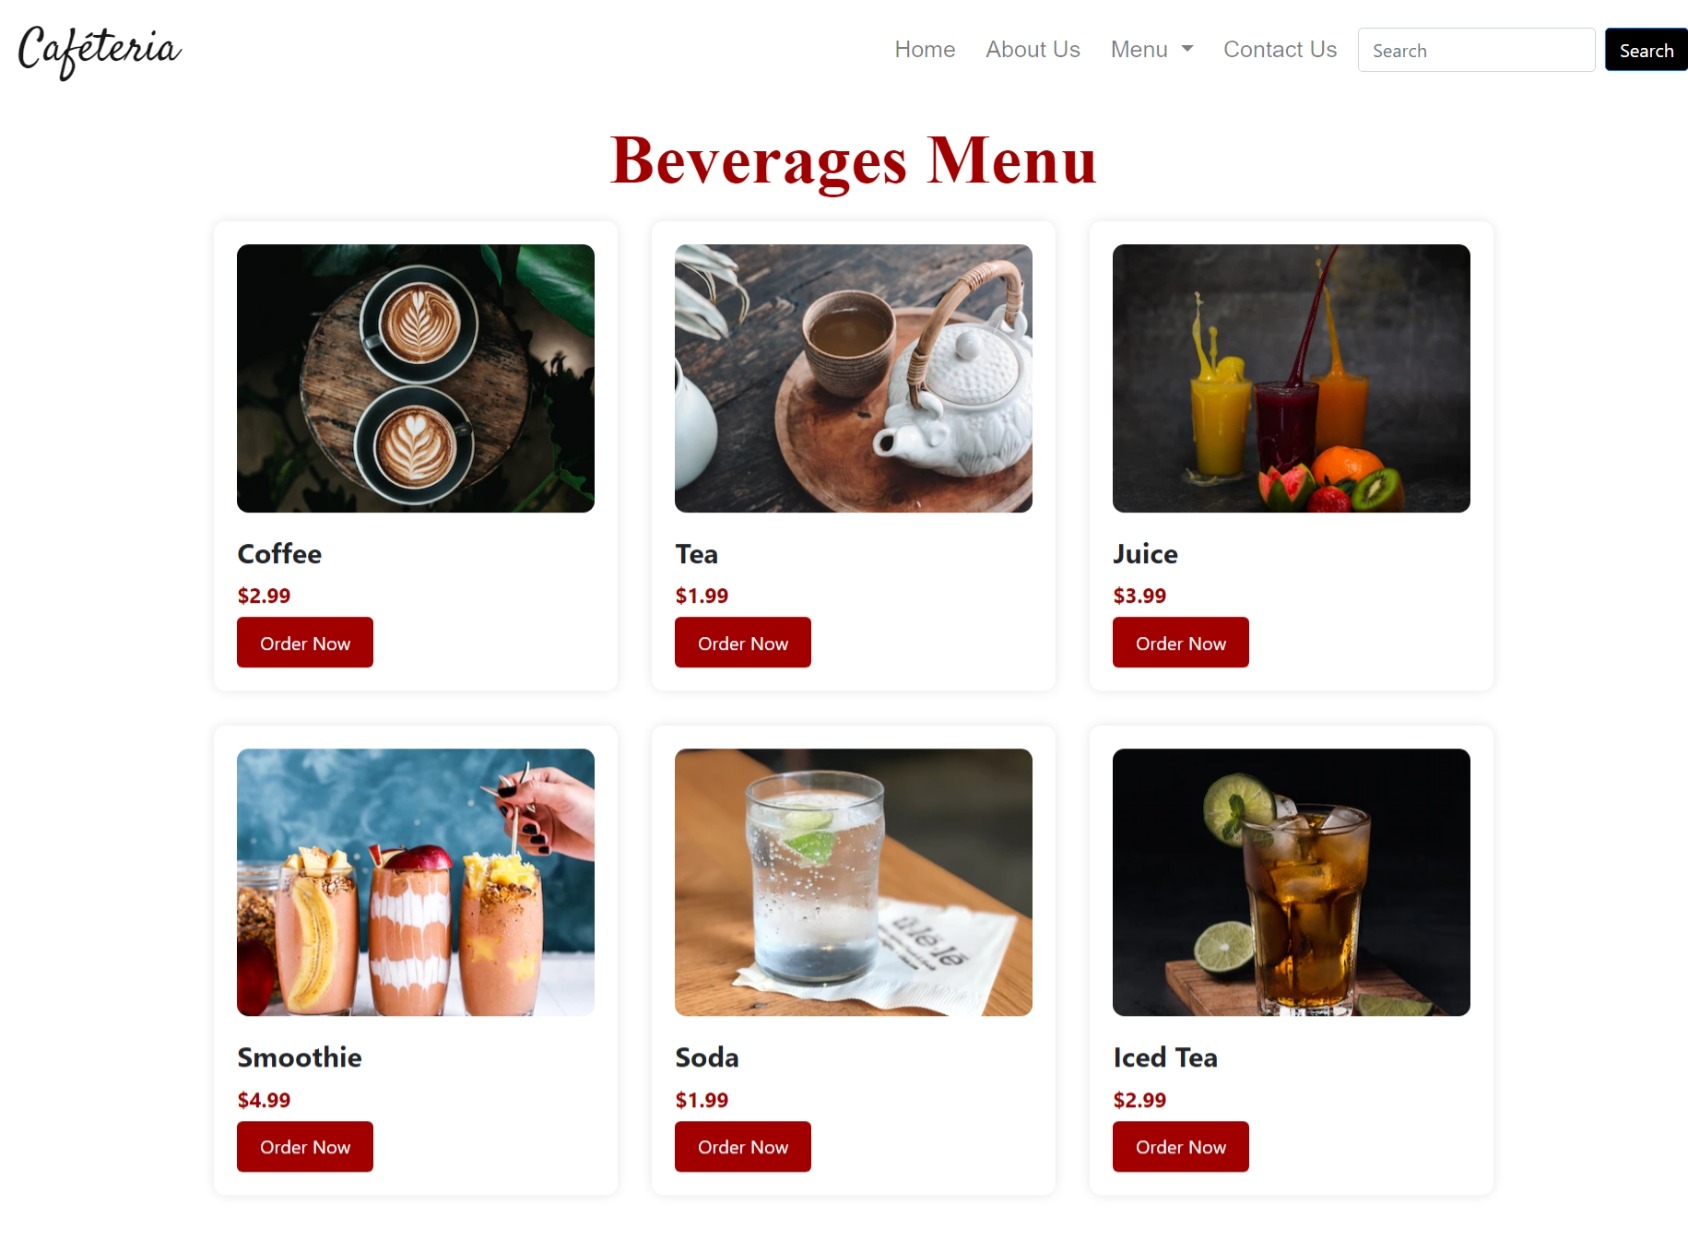 Caféteria
Home About Us Menu Contact Us Search Search
Beverages Menu
Coffee
$2.99
Order Now
Tea
$1.99
Order Now
Juice
$3.99
Order Now
Smoothie
$4.99
Order Now
Soda
$1.99
Order Now
Iced Tea
$2.99
Order Now